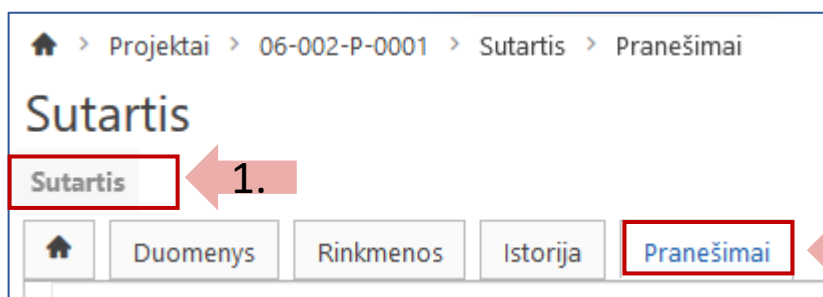 > Projektai > 06-002-P-0001 > Sutartis > Pranešimai
Sutartis
Sutartis 1.
Duomenys Rinkmenos Istorija Pranešimai